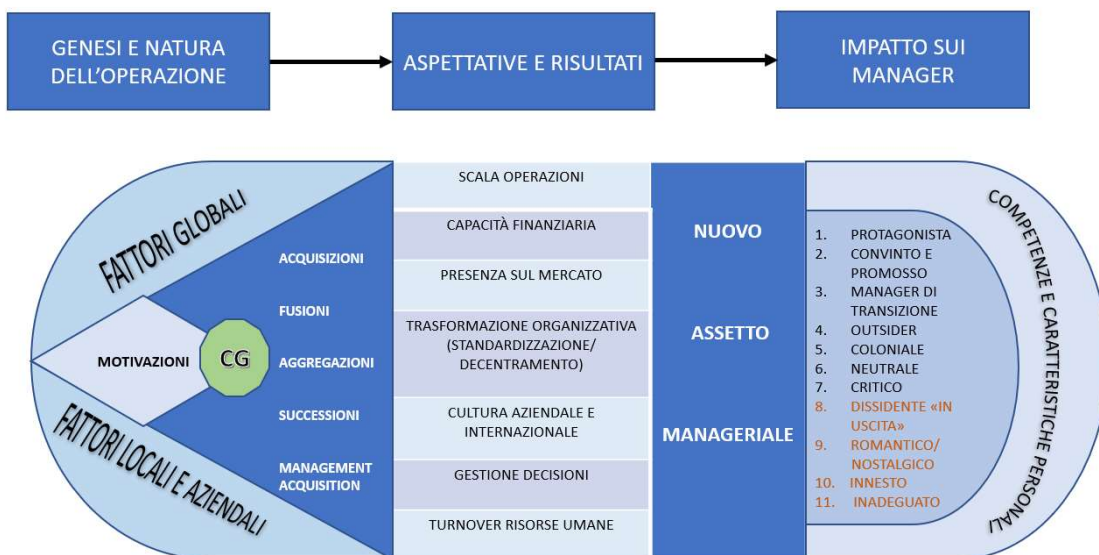 GENESI E NATURA
DELL'OPERAZIONE
ASPETTATIVE E RISULTATI
IMPATTO SUI
MANAGER
FATTORI GLOBALI
MOTIVAZIONI
CG
FATTORI LOCALI E AZIENDALI
ACQUISIZIONI
FUSIONI
AGGREGAZIONI
SUCCESSIONI
MANAGEMENT
ACQUISITION
SCALA OPERAZIONI
CAPACITÀ FINANZIARIA
PRESENZA SUL MERCATO
TRASFORMAZIONE ORGANIZZATIVA
(STANDARDIZZAZIONE/
DECENTRAMENTO)
CULTURA AZIENDALE E
INTERNAZIONALE
GESTIONE DECISIONI
TURNOVER RISORSE UMANE
NUOVO
ASSETTO
MANAGERIALE
1. PROTAGONISTA
2. CONVINTO E
PROMOSSO
3. MANAGER DI
TRANSIZIONE
4. OUTSIDER
5. COLONIALE
6. NEUTRALE
7. CRITICO
8. DISSIDENTE «IN
USCITA»
9. ROMANTICO/
NOSTALGICO
10. INNESTO
11. INADEGUATO
COMPETENZE E CARATTERISTICHE PERSONALI